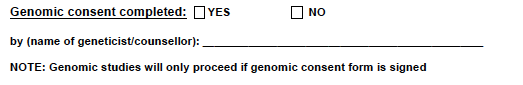 Genomic consent completed: ☐ YES ☐ NO
by (name of geneticist/counsellor): ______________________________________________
NOTE: Genomic studies will only proceed if genomic consent form is signed